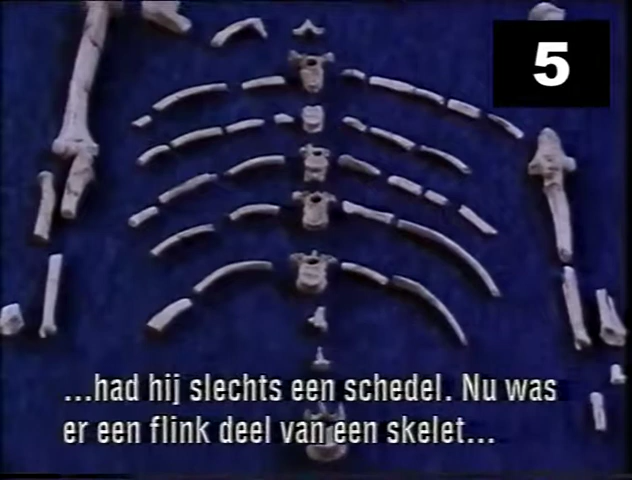 5
...had hij slechts een schedel. Nu was
er een flink deel van een skelet...